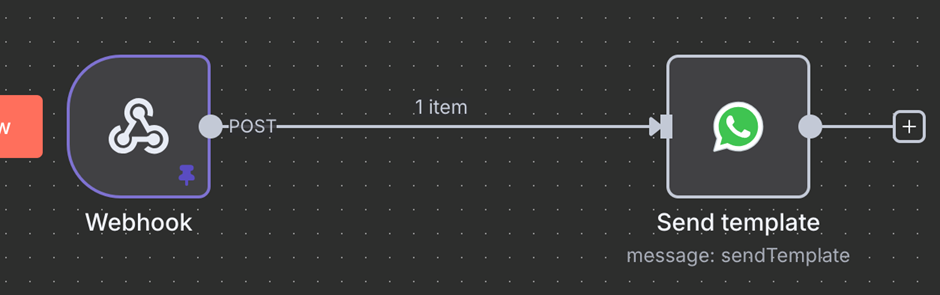 w
POST
1 item
Webhook
Send template
message: sendTemplate